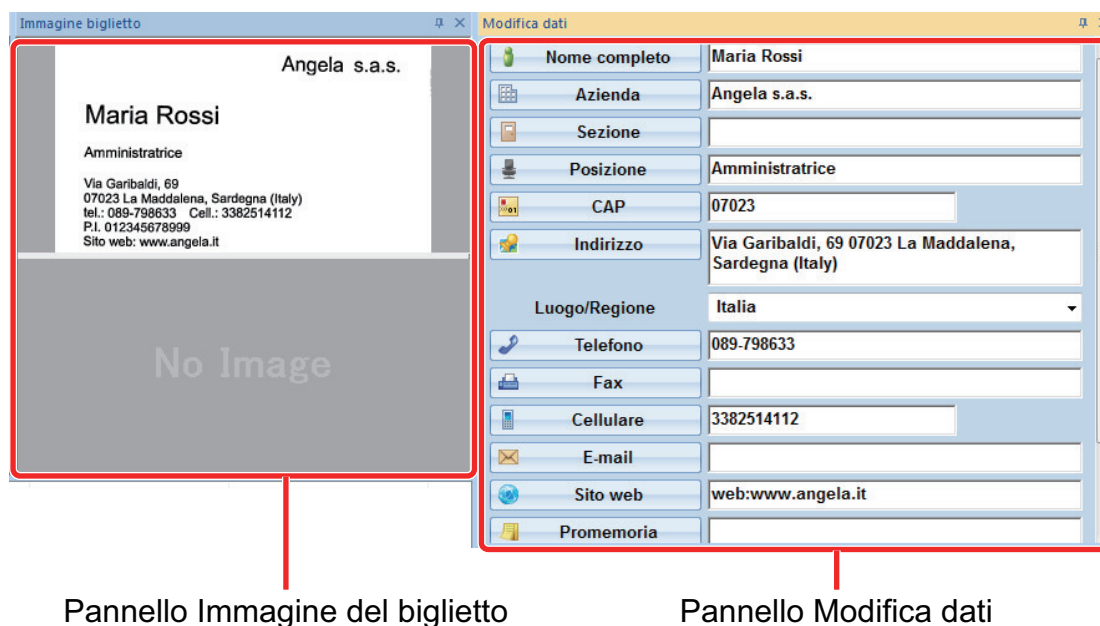 Immagine biglietto
Angela s.a.s.
Maria Rossi
Amministratrice
Via Garibaldi, 69
07023 La Maddalena, Sardegna (Italy)
tel.: 089-798633 Cell.: 3382514112
P.I. 012345678999
Sito web: www.angela.it
No Image
Modifica dati
Nome completo Maria Rossi
Azienda Angela s.a.s.
Sezione
Posizione Amministratrice
CAP 07023
Indirizzo Via Garibaldi, 69 07023 La Maddalena,
Sardegna (Italy)
Luogo/Regione Italia
Telefono 089-798633
Fax
Cellulare 3382514112
E-mail
Sito web web:www.angela.it
Promemoria
Pannello Immagine del biglietto
Pannello Modifica dati